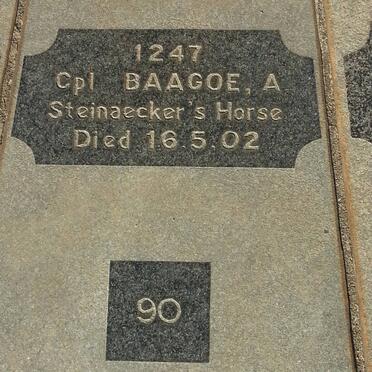 1247
Cpl BAAGOE, A
Steinaecker's Horse
Died 16.5.02
90